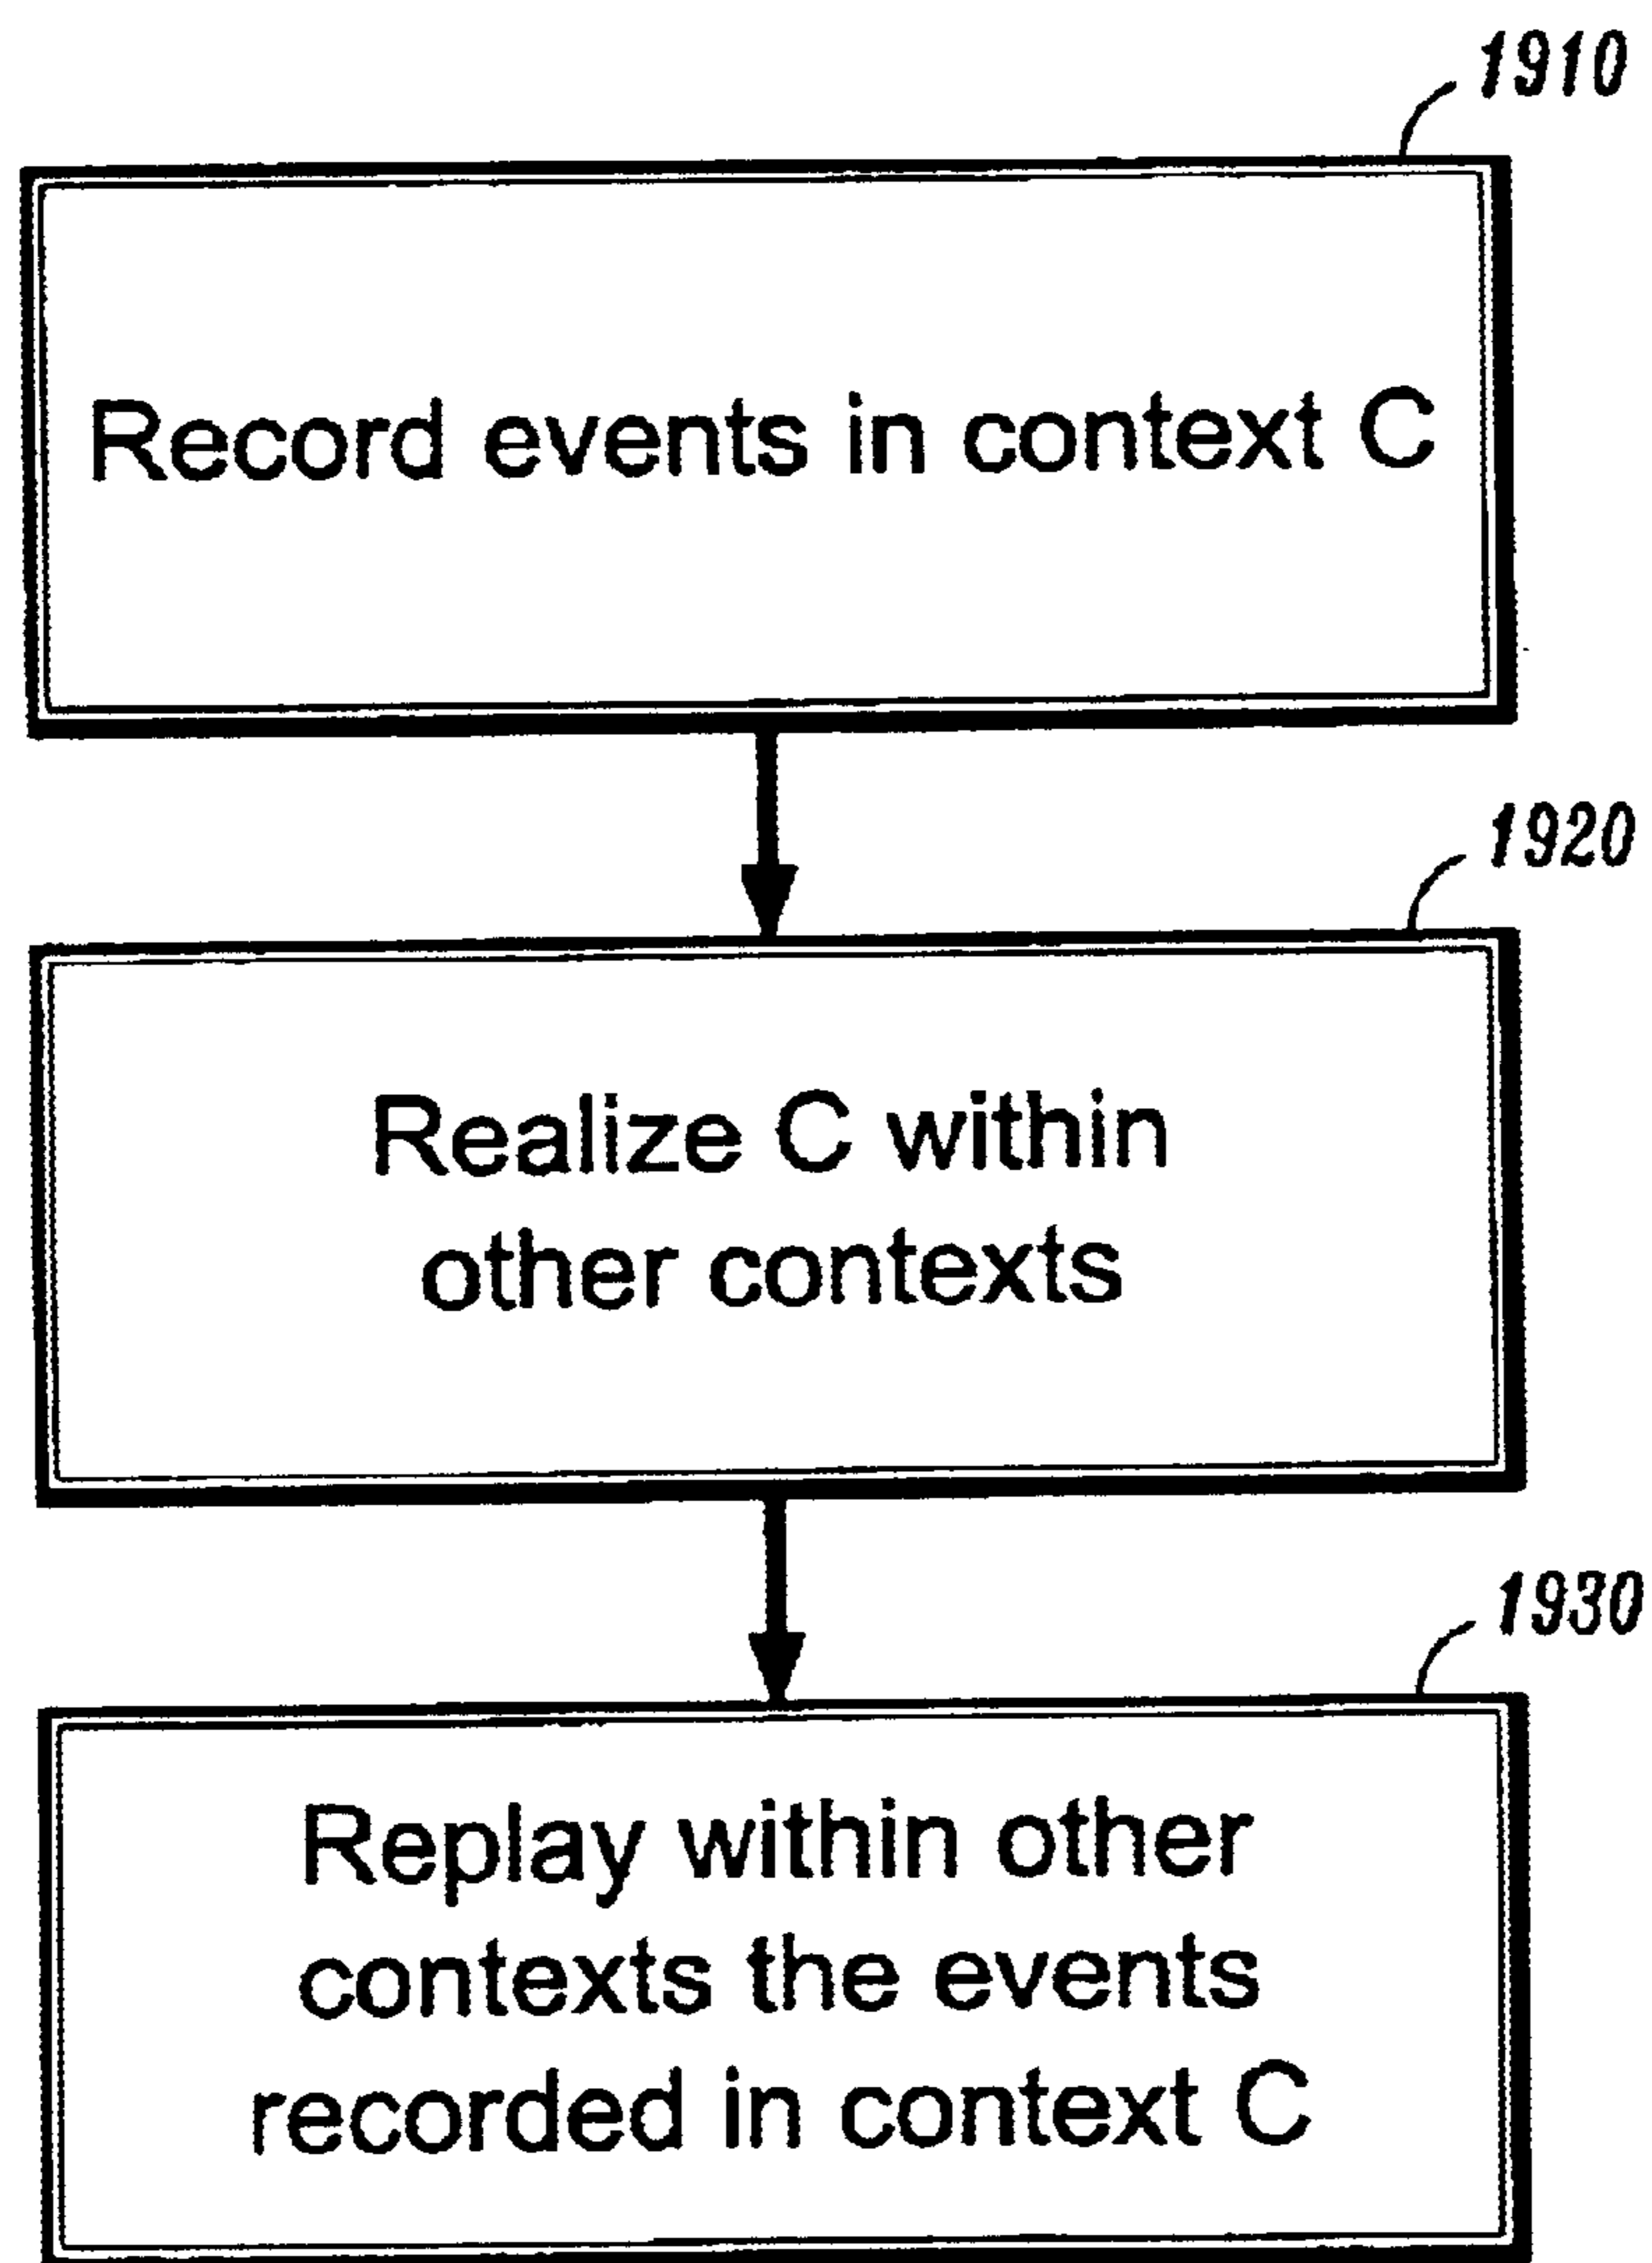 1910
Record events in context C
1920
Realize C within
other contexts
1930
Replay within other
contexts the events
recorded in context C